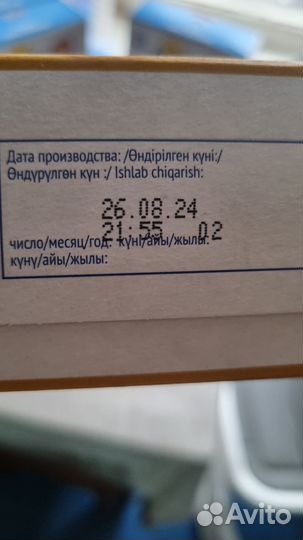 Дата производства: /Өндірілген күні:/
Өндурүлгөн күн :/ Ishlab chiqarish:
26.08.24
21:55 02
число/месяц/год: күні/айы/жылы:
күнү/айы/жылы:
Avito